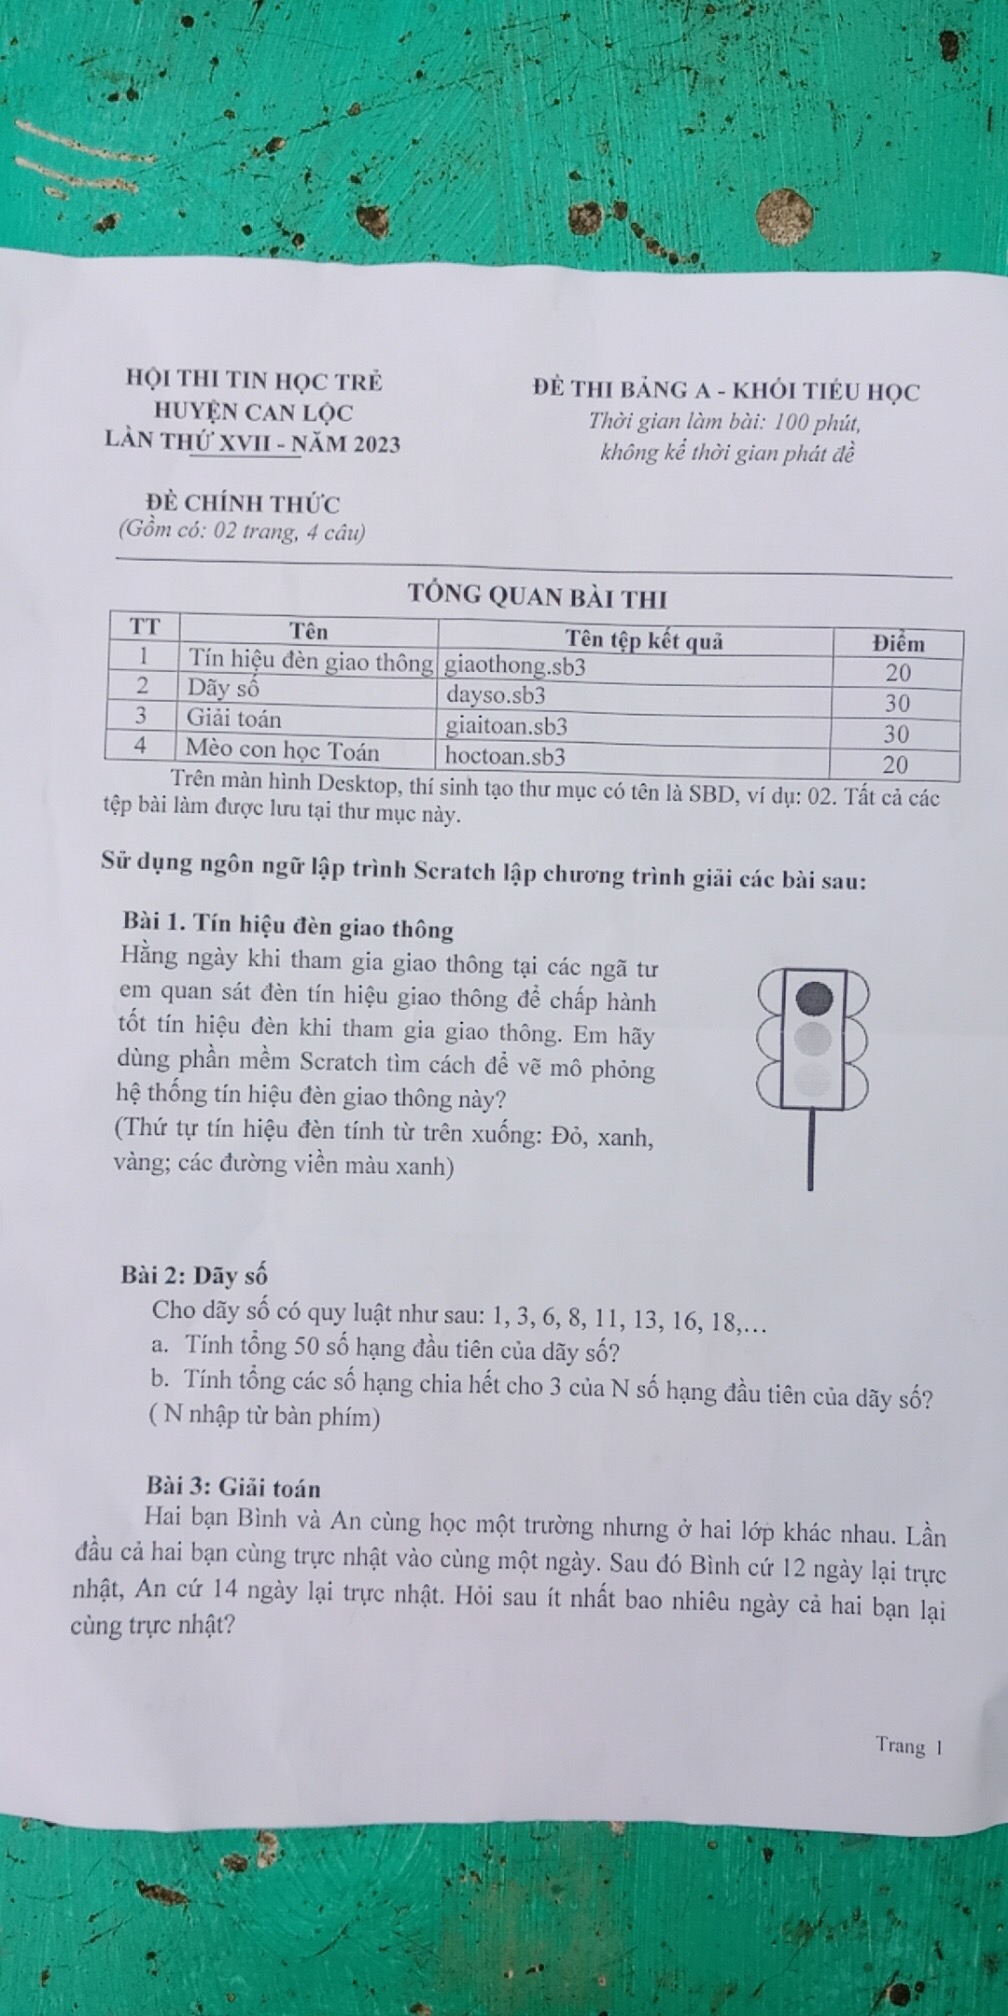 HỘI THI TIN HỌC TRẺ
HUYỆN CAN LỘC
LẦN THỨ XVII - NĂM 2023
ĐỀ THI BẢNG A - KHỐI TIỂU HỌC
Thời gian làm bài: 100 phút,
không kể thời gian phát đề
ĐỀ CHÍNH THỨC
(Gồm có: 02 trang, 4 câu)
TỔNG QUAN BÀI THI
TT Tên Tên tệp kết quả Điểm
1 Tín hiệu đèn giao thông giaothong.sb3 20
2 Dãy số dayso.sb3 30
3 Giải toán giaitoan.sb3 30
4 Mèo con học Toán hoctoan.sb3 20
Trên màn hình Desktop, thí sinh tạo thư mục có tên là SBD, ví dụ: 02. Tất cả các
tệp bài làm được lưu tại thư mục này.
Sử dụng ngôn ngữ lập trình Scratch lập chương trình giải các bài sau:
Bài 1. Tín hiệu đèn giao thông
Hằng ngày khi tham gia giao thông tại các ngã tư
em quan sát đèn tín hiệu giao thông để chấp hành
tốt tín hiệu đèn khi tham gia giao thông. Em hãy
dùng phần mềm Scratch tìm cách để vẽ mô phỏng
hệ thống tín hiệu đèn giao thông này?
(Thứ tự tín hiệu đèn tính từ trên xuống: Đỏ, xanh,
vàng; các đường viền màu xanh)
Bài 2: Dãy số
Cho dãy số có quy luật như sau: 1, 3, 6, 8, 11, 13, 16, 18,...
a. Tính tổng 50 số hạng đầu tiên của dãy số?
b. Tính tổng các số hạng chia hết cho 3 của N số hạng đầu tiên của dãy số?
( N nhập từ bàn phím)
Bài 3: Giải toán
Hai bạn Bình và An cùng học một trường nhưng ở hai lớp khác nhau. Lần
đầu cả hai bạn cùng trực nhật vào cùng một ngày. Sau đó Bình cứ 12 ngày lại trực
nhật, An cứ 14 ngày lại trực nhật. Hỏi sau ít nhất bao nhiêu ngày cả hai bạn lại
cùng trực nhật?
Trang 1